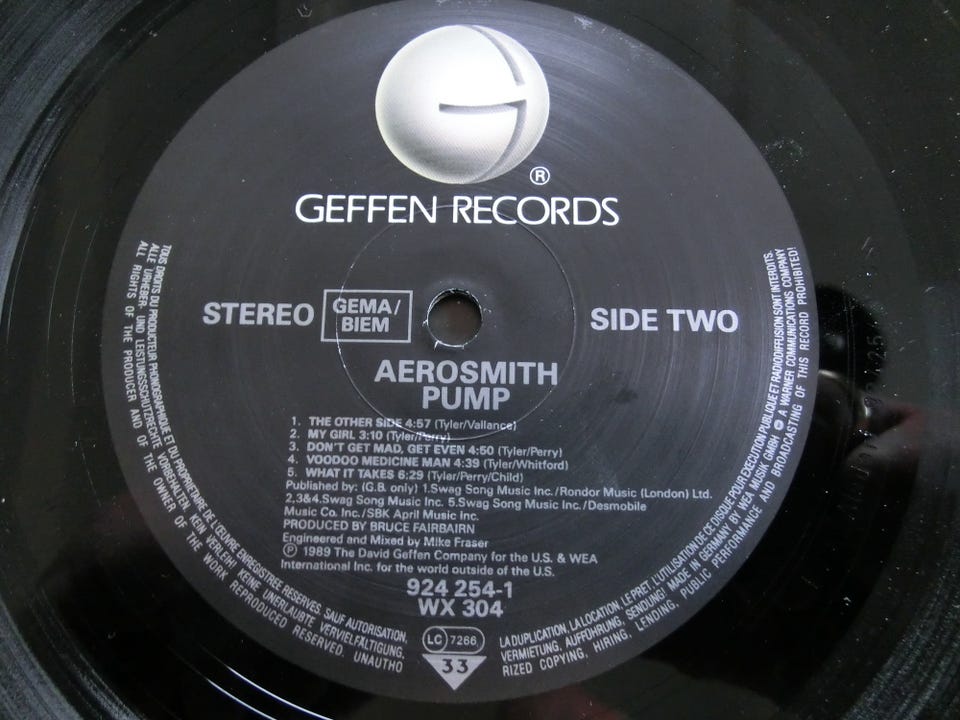 ®
GEFFEN RECORDS
STEREO
GEMA/
BIEM
SIDE TWO
AEROSMITH
PUMP
1. THE OTHER SIDE 4:57 (Tyler/Vallance)
2. MY GIRL 3:10 (Tyler/Perry)
3. DON'T GET MAD, GET EVEN 4:50 (Tyler/Perry)
4. VOODOO MEDICINE MAN 4:39 (Tyler/Whitford)
5. WHAT IT TAKES 6:29 (Tyler/Perry/Child)
Published by: (G.B. only) 1.Swag Song Music Inc./Rondor Music (London) Ltd.
2,3&4.Swag Song Music Inc. 5.Swag Song Music Inc./Desmobile
Music Co. Inc./SBK April Music Inc.
PRODUCED BY BRUCE FAIRBAIRN
Engineered and Mixed by Mike Fraser
℗ 1989 The David Geffen Company for the U.S. & WEA
International Inc. for the world outside of the U.S.
924 254-1
WX 304
LC 7266
33
TOUS DROITS DU PRODUCTEUR PHONOGRAPHIQUE ET DU PROPRIETAIRE DE L'ŒUVRE ENREGISTREE RESERVES. SAUF AUTORISATION,
LA DUPLICATION, LA LOCATION, LE PRET, L'UTILISATION DE CE DISQUE POUR EXECUTION PUBLIQUE ET RADIODIFFUSION SONT INTERDITS.
ALLE URHEBER UND LEISTUNGSSCHUTZRECHTE VORBEHALTEN KEIN VERLEIH! KEINE UNERLAUBTE VERVIELFÄLTIGUNG,
VERMIETUNG, AUFFÜHRUNG, SENDUNG! MADE IN GERMANY BY WEA MUSIK GMBH A WARNER COMMUNICATIONS COMPANY
ALL RIGHTS OF THE PRODUCER AND OF THE OWNER OF THE WORK REPRODUCED RESERVED. UNAUTHO
RIZED COPYING, HIRING, LENDING, PUBLIC PERFORMANCE AND BROADCASTING OF THIS RECORD PROHIBITED!